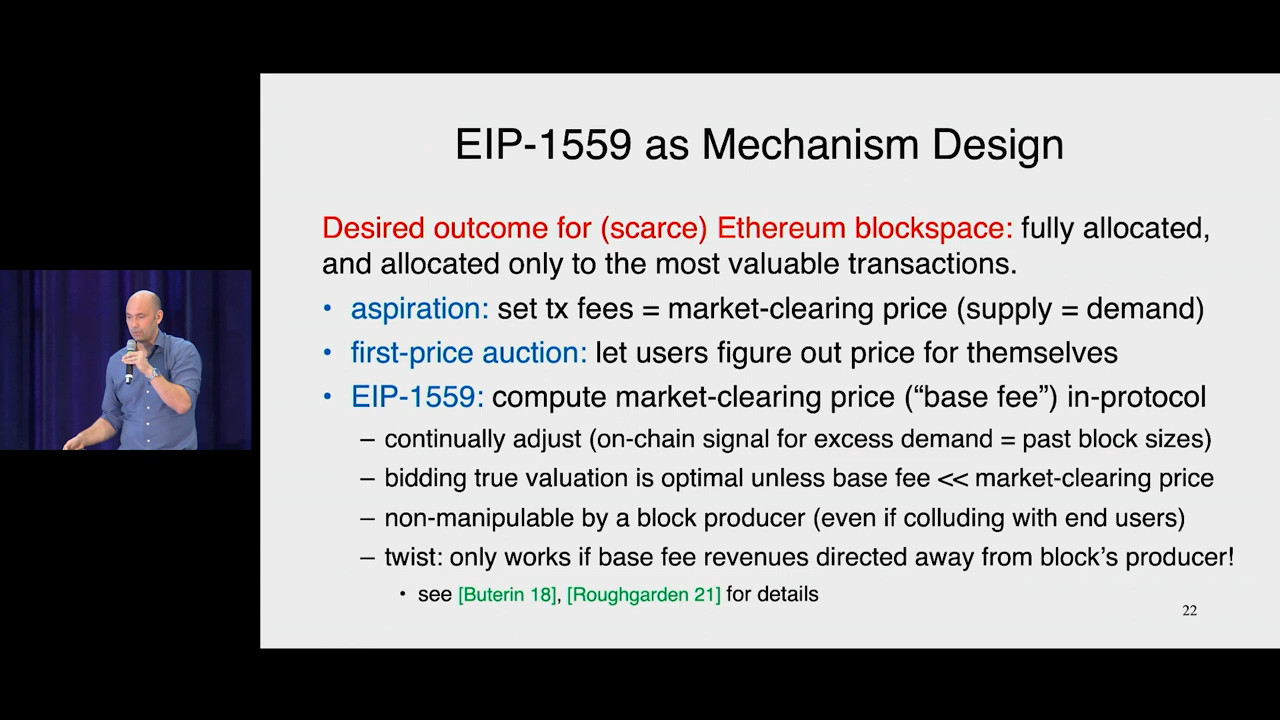 EIP-1559 as Mechanism Design
Desired outcome for (scarce) Ethereum blockspace: fully allocated,
and allocated only to the most valuable transactions.
• aspiration: set tx fees = market-clearing price (supply = demand)
• first-price auction: let users figure out price for themselves
• EIP-1559: compute market-clearing price (“base fee”) in-protocol
– continually adjust (on-chain signal for excess demand = past block sizes)
– bidding true valuation is optimal unless base fee << market-clearing price
– non-manipulable by a block producer (even if colluding with end users)
– twist: only works if base fee revenues directed away from block’s producer!
• see [Buterin 18], [Roughgarden 21] for details
22